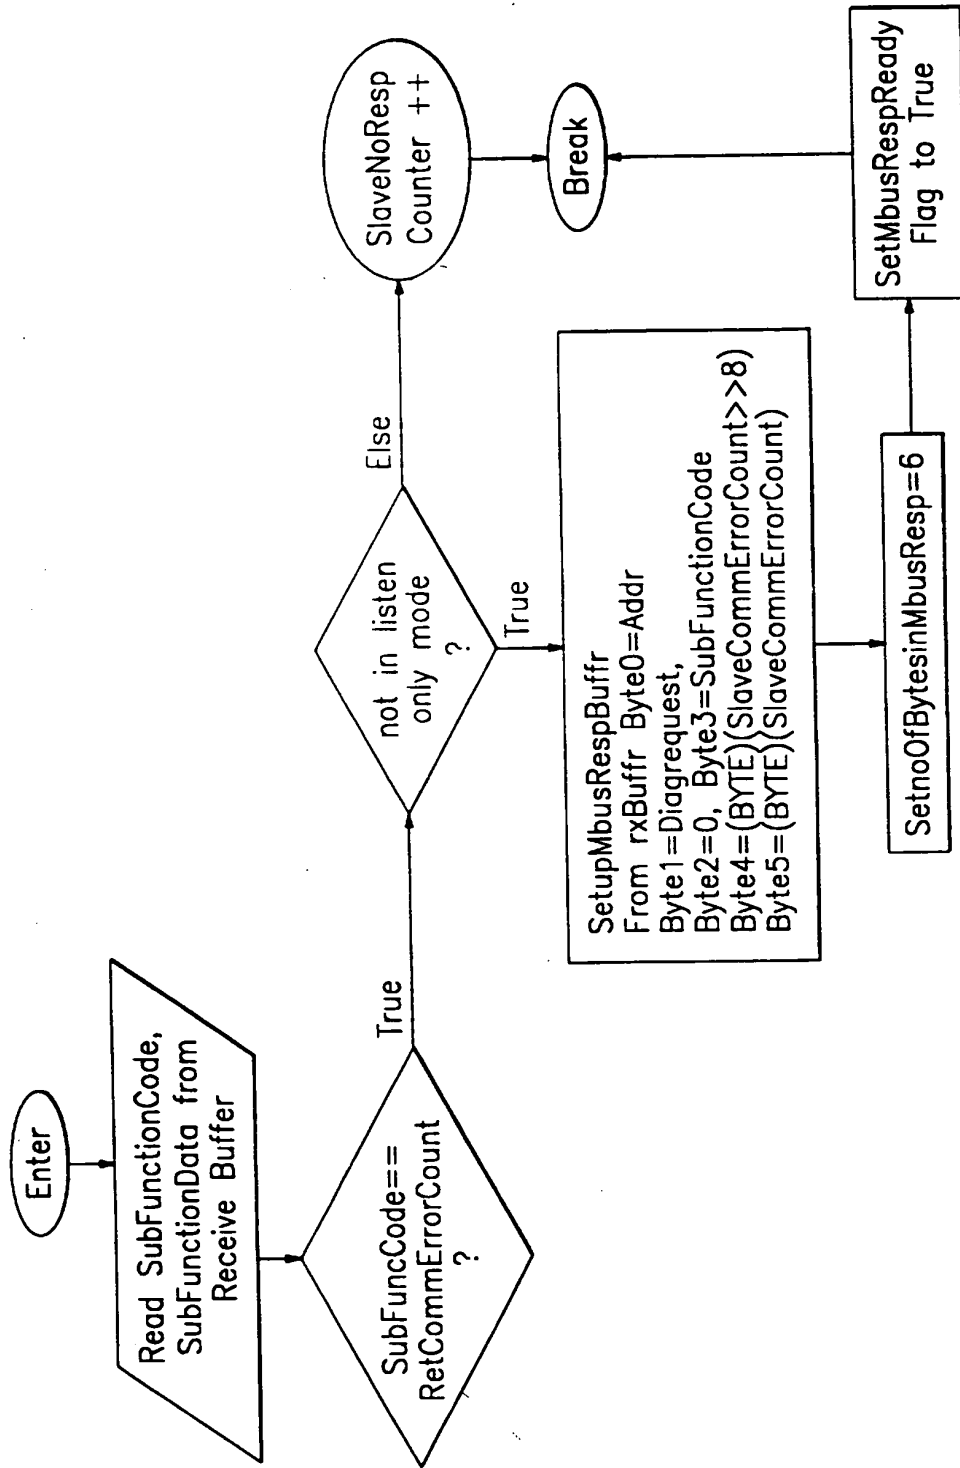 Enter
Read SubFunctionCode,
SubFunctionData from
Receive Buffer
SubFuncCode==
RetCommErrorCount
?
True
not in listen
only mode
?
Else
SlaveNoResp
Counter ++
True
SetupMbusRespBuffr
From rxBuffr Byte0=Addr
Byte1=Diagrequest,
Byte2=0, Byte3=SubFunctionCode
Byte4=(BYTE)(SlaveCommErrorCount>>8)
Byte5=(BYTE)(SlaveCommErrorCount)
SetnoOfBytesinMbusResp=6
SetMbusRespReady
Flag to True
Break